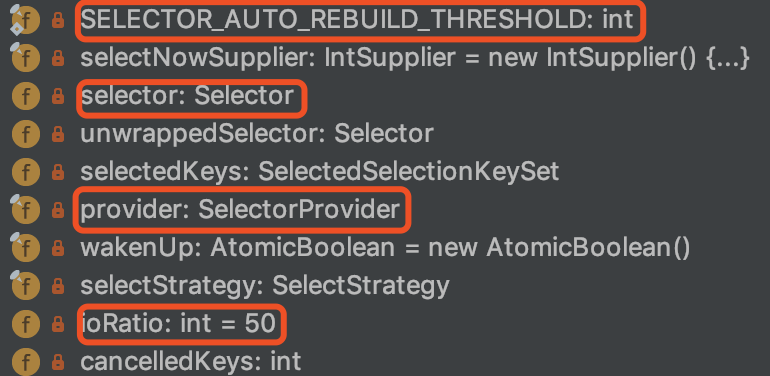 SELECTOR_AUTO_REBUILD_THRESHOLD: int
selectNowSupplier: IntSupplier = new IntSupplier() {...}
selector: Selector
unwrappedSelector: Selector
selectedKeys: SelectedSelectionKeySet
provider: SelectorProvider
wakenUp: AtomicBoolean = new AtomicBoolean()
selectStrategy: SelectStrategy
ioRatio: int = 50
cancelledKeys: int